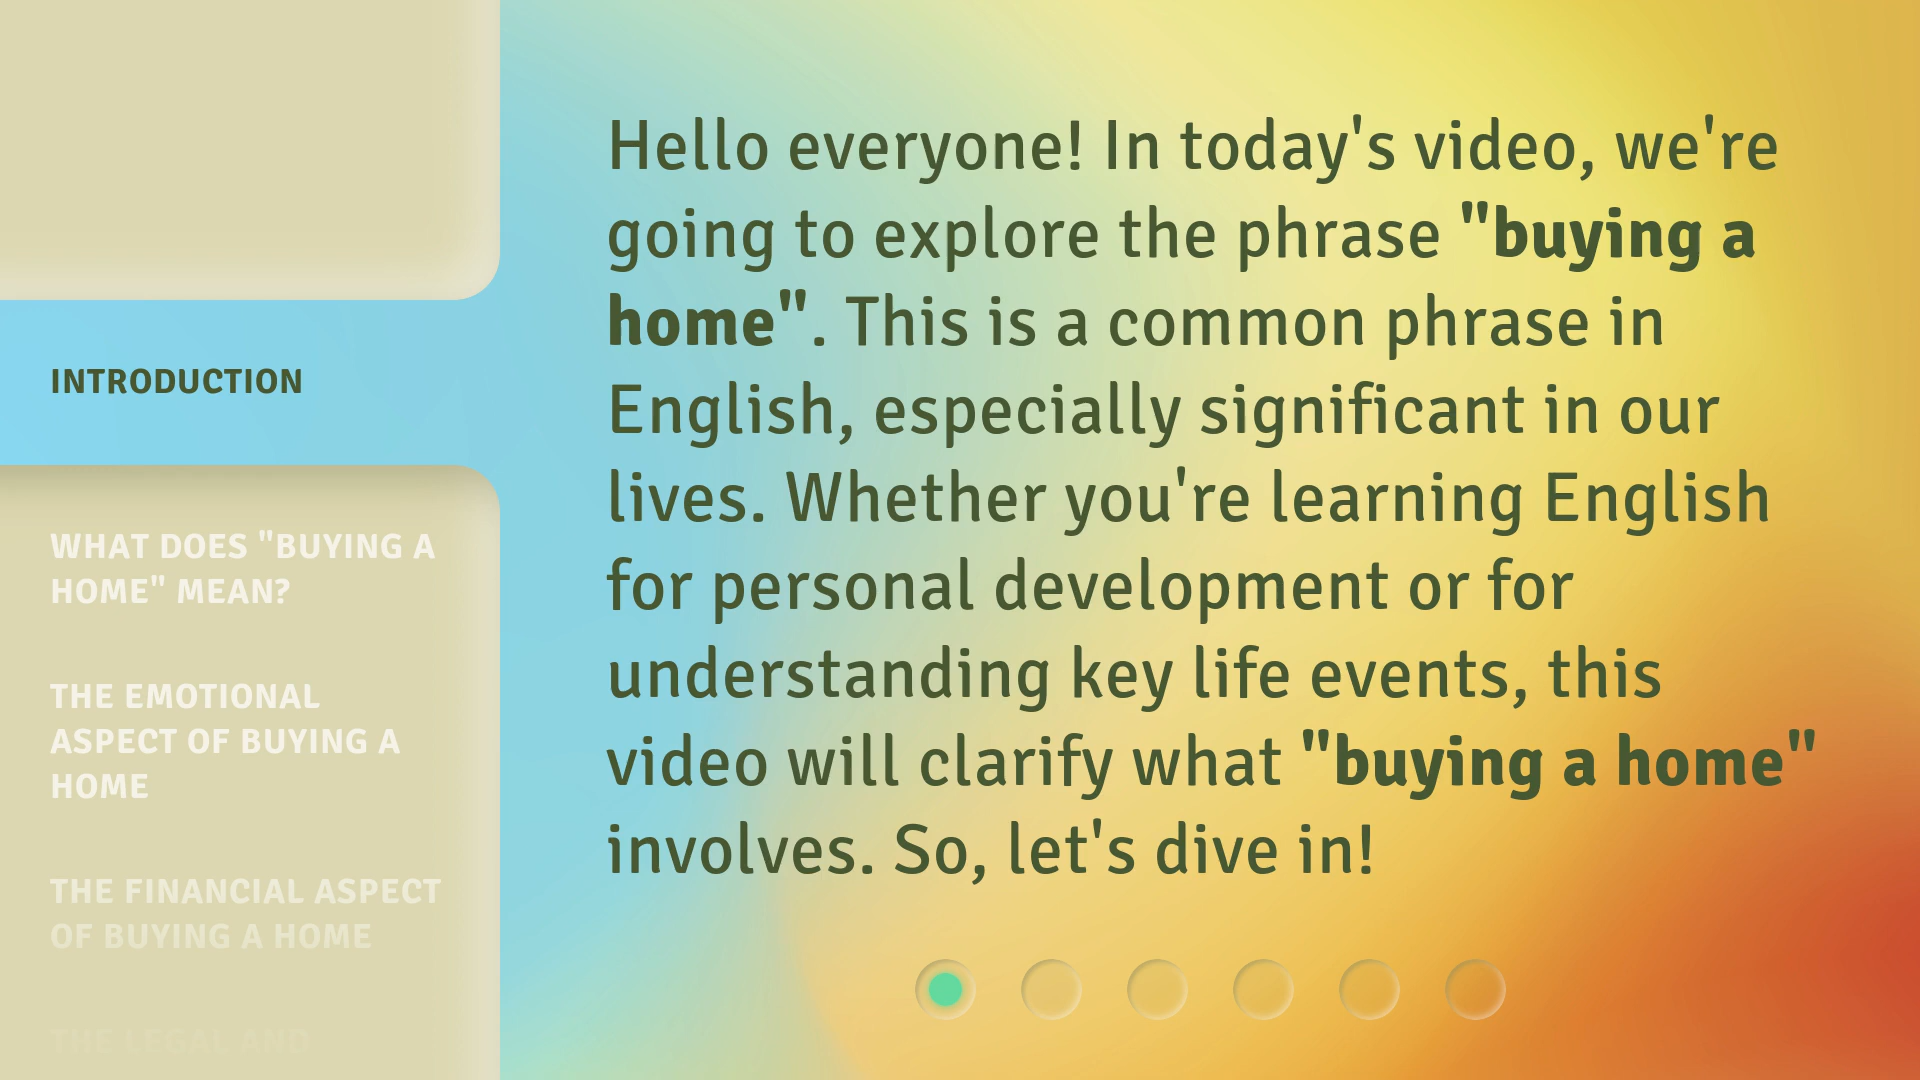 INTRODUCTION
WHAT DOES "BUYING A
HOME" MEAN?
THE EMOTIONAL
ASPECT OF BUYING A
HOME
THE FINANCIAL ASPECT
OF BUYING A HOME
THE LEGAL AND
Hello everyone! In today's video, we're
going to explore the phrase "buying a
home". This is a common phrase in
English, especially significant in our
lives. Whether you're learning English
for personal development or for
understanding key life events, this
video will clarify what "buying a home"
involves. So, let's dive in!